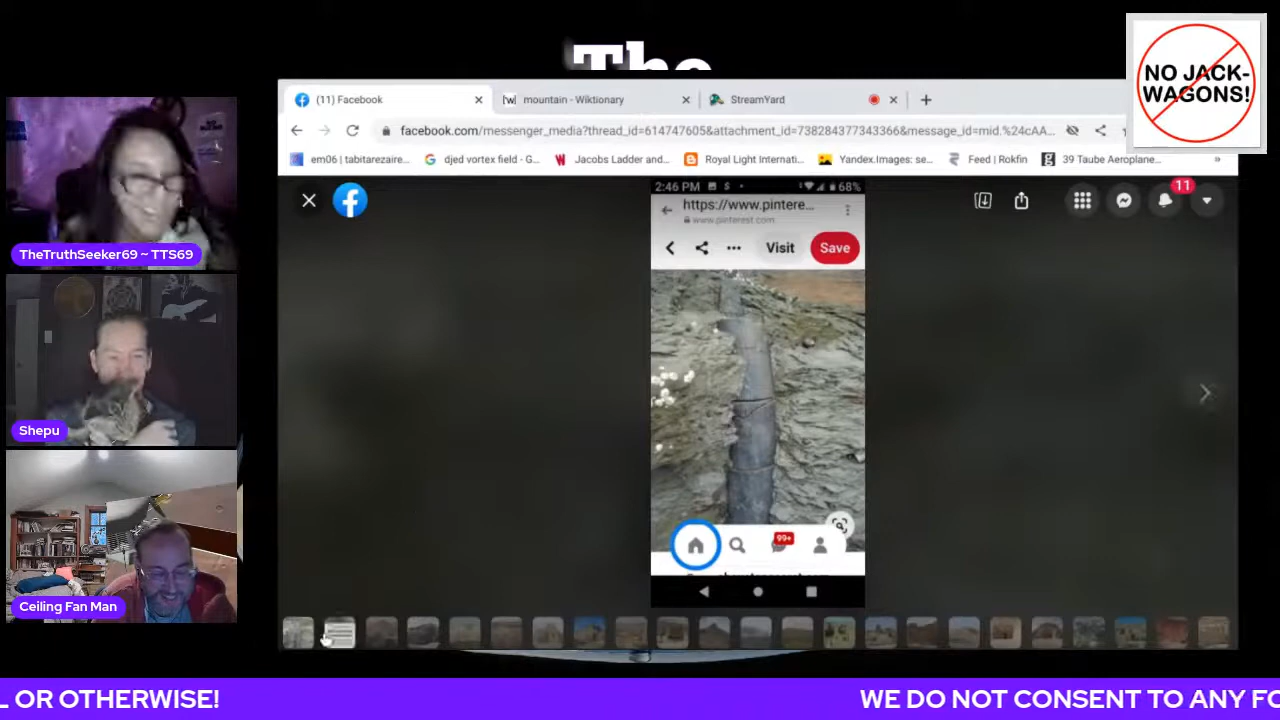 The
NO JACK-
WAGONS!
(11) Facebook
mountain - Wiktionary
StreamYard
facebook.com/messenger_media?thread_id=614747605&attachment_id=738284377343366&message_id=mid.%24cAA...
em06 | tabitarezaire...
djed vortex field - G...
Jacobs Ladder and...
Royal Light Internati...
Yandex.Images: se...
Feed | Rokfin
39 Taube Aeroplane...
»
11
2:46 PM
68%
https://www.pintere...
www.pinterest.com
Visit
Save
99+
TheTruthSeeker69 ~ TTS69
Shepu
Ceiling Fan Man
L OR OTHERWISE!
WE DO NOT CONSENT TO ANY FO